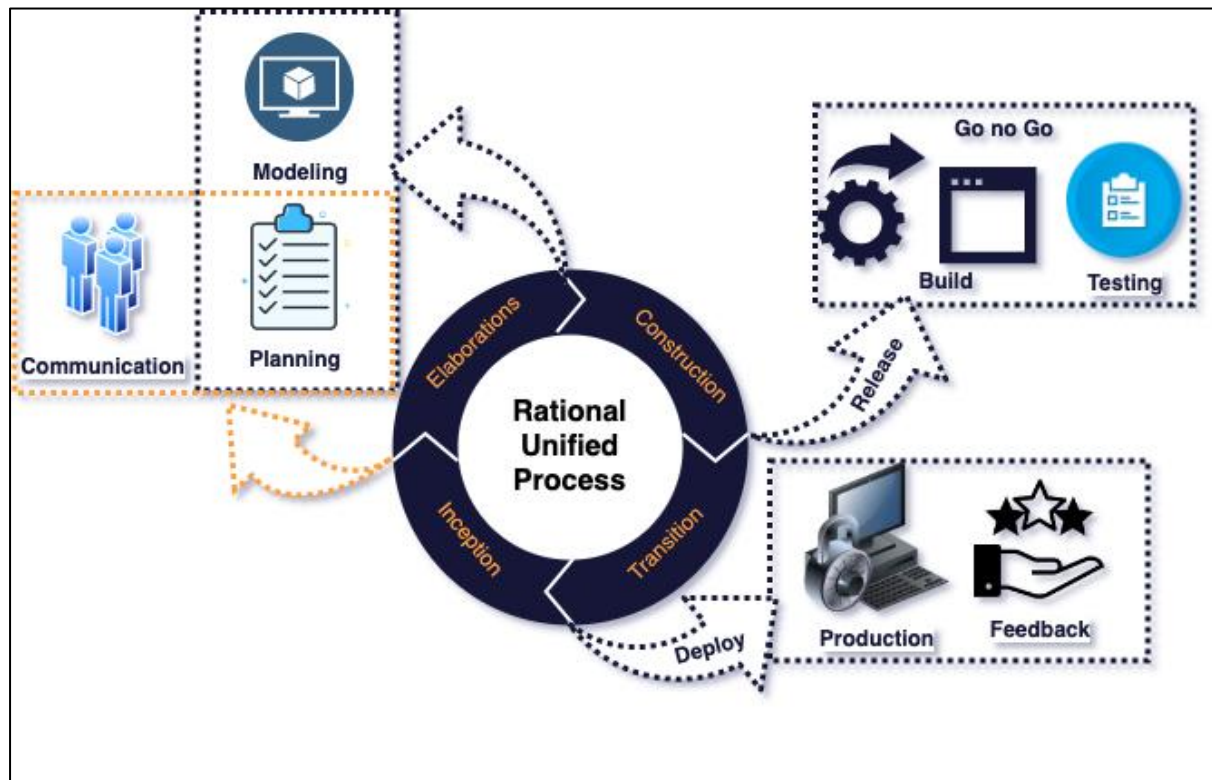 Modeling
Communication
Planning
Go no Go
Build
Testing
Elaborations
Construction
Rational
Unified
Process
Inception
Transition
Release
Deploy
Production
Feedback